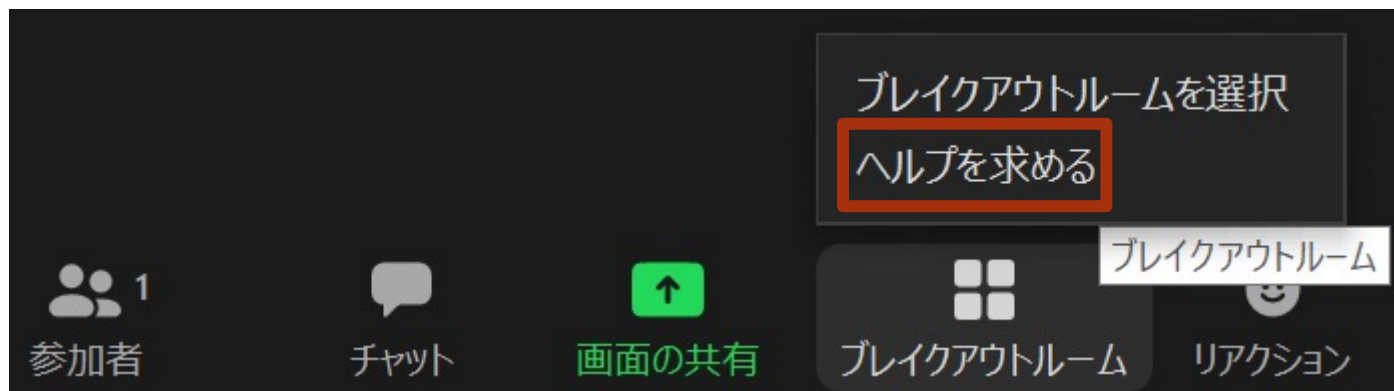 ブレイクアウトルームを選択
ヘルプを求める
ブレイクアウトルーム
1
参加者
チャット
画面の共有
ブレイクアウトルーム
リアクション